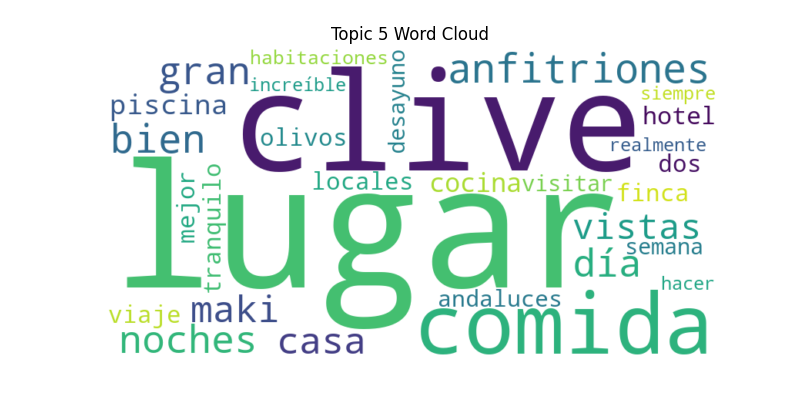 Topic 5 Word Cloud
habitaciones
gran
increíble
desayuno
anfitriones
siempre
piscina
clive
hotel
bien
olivos
realmente
dos
mejor
tranquilo
locales
cocina
visitar
finca
lugar
vistas
semana
día
hacer
andaluces
viaje
maki
comida
noches
casa